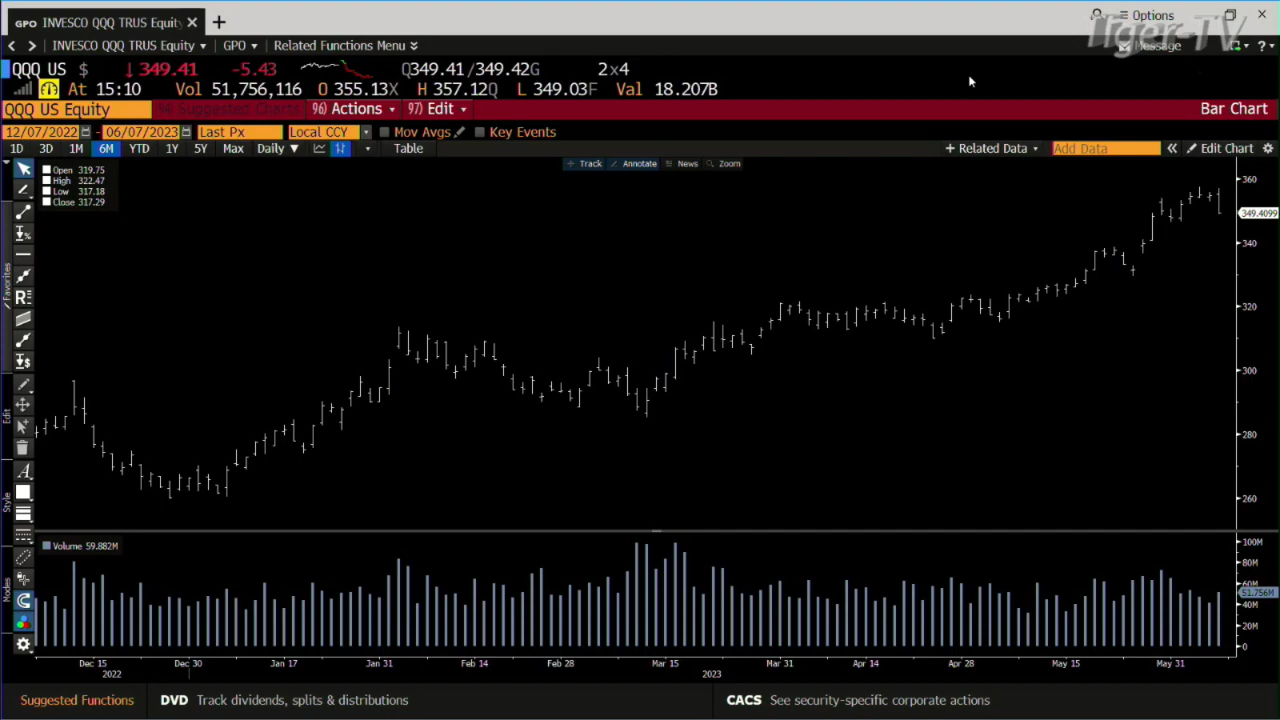 GPO INVESCO QQQ TRUS Equity × +
Options
Tiger-TV
INVESCO QQQ TRUS Equity GPO Related Functions Menu Message ?
QQQ US $ ↓349.41 -5.43 Q349.41/349.42G 2x4
At 15:10 Vol 51,756,116 O 355.13X H 357.12Q L 349.03F Val 18.207B
QQQ US Equity 96) Suggested Charts 96) Actions 97) Edit Bar Chart
12/07/2022 - 06/07/2023 Last Px Local CCY Mov Avgs Key Events
1D 3D 1M 6M YTD 1Y 5Y Max Daily ▼ Table + Related Data Add Data « Edit Chart
Track Annotate News Zoom
Open 319.75
High 322.47
Low 317.18
Close 317.29
360
349.4099
340
320
300
280
260
Favorites
Edit
Style
Modes
Volume 59.882M
100M
80M
60M
51.756M
40M
20M
0
Dec 15 Dec 30 Jan 17 Jan 31 Feb 14 Feb 28 Mar 15 Mar 31 Apr 14 Apr 28 May 15 May 31
2022 2023
Suggested Functions DVD Track dividends, splits & distributions CACS See security-specific corporate actions